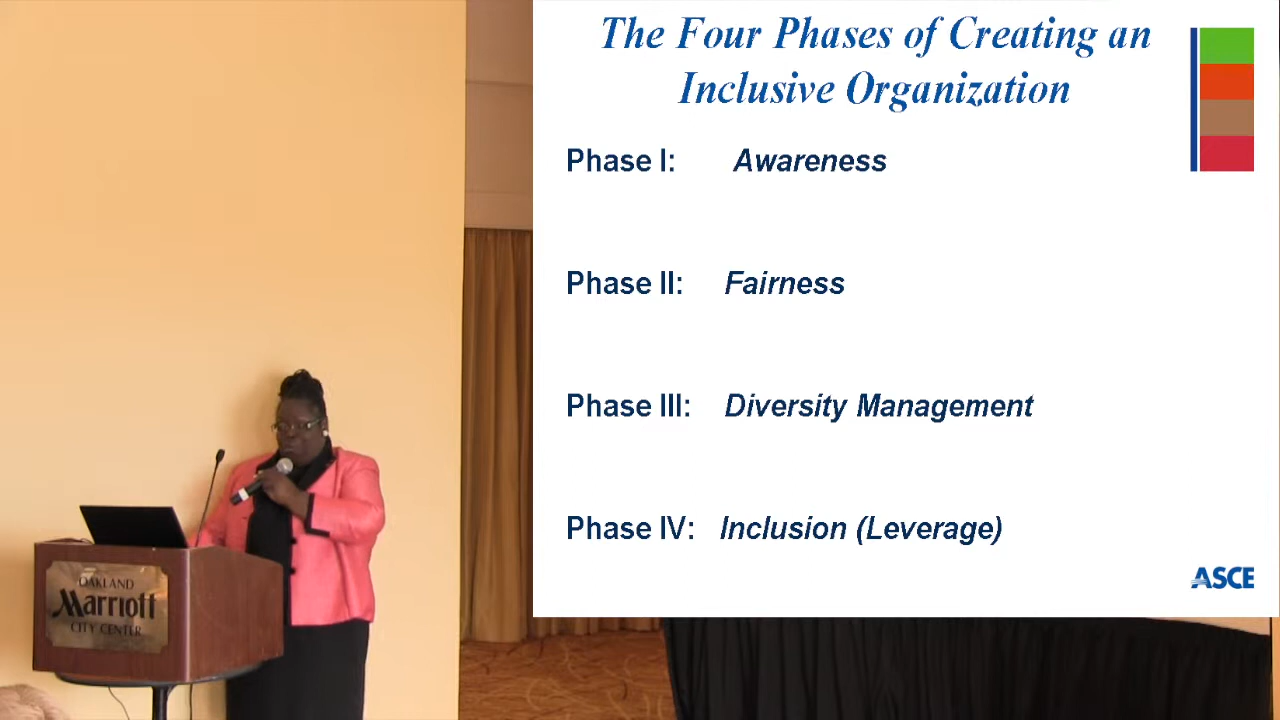 The Four Phases of Creating an
Inclusive Organization
Phase I: Awareness
Phase II: Fairness
Phase III: Diversity Management
Phase IV: Inclusion (Leverage)
ASCE
OAKLAND
Marriott
CITY CENTER